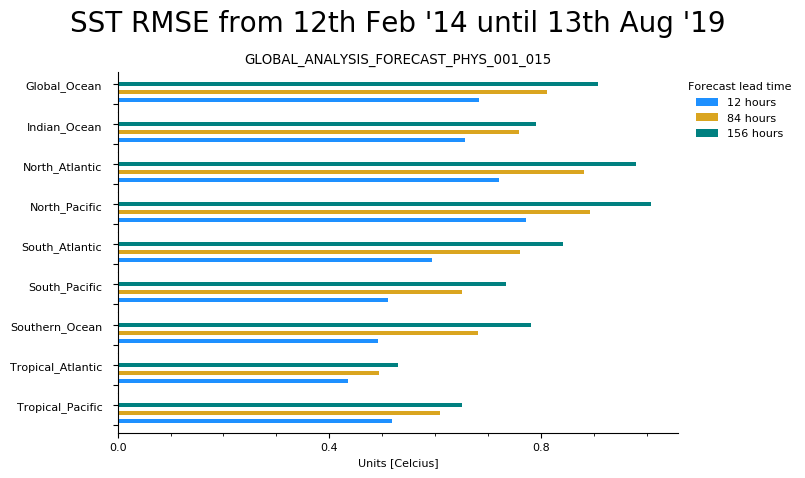 SST RMSE from 12th Feb '14 until 13th Aug '19
GLOBAL_ANALYSIS_FORECAST_PHYS_001_015
Forecast lead time
12 hours
84 hours
156 hours
Global_Ocean
Indian_Ocean
North_Atlantic
North_Pacific
South_Atlantic
South_Pacific
Southern_Ocean
Tropical_Atlantic
Tropical_Pacific
0.0 0.4 0.8
Units [Celcius]